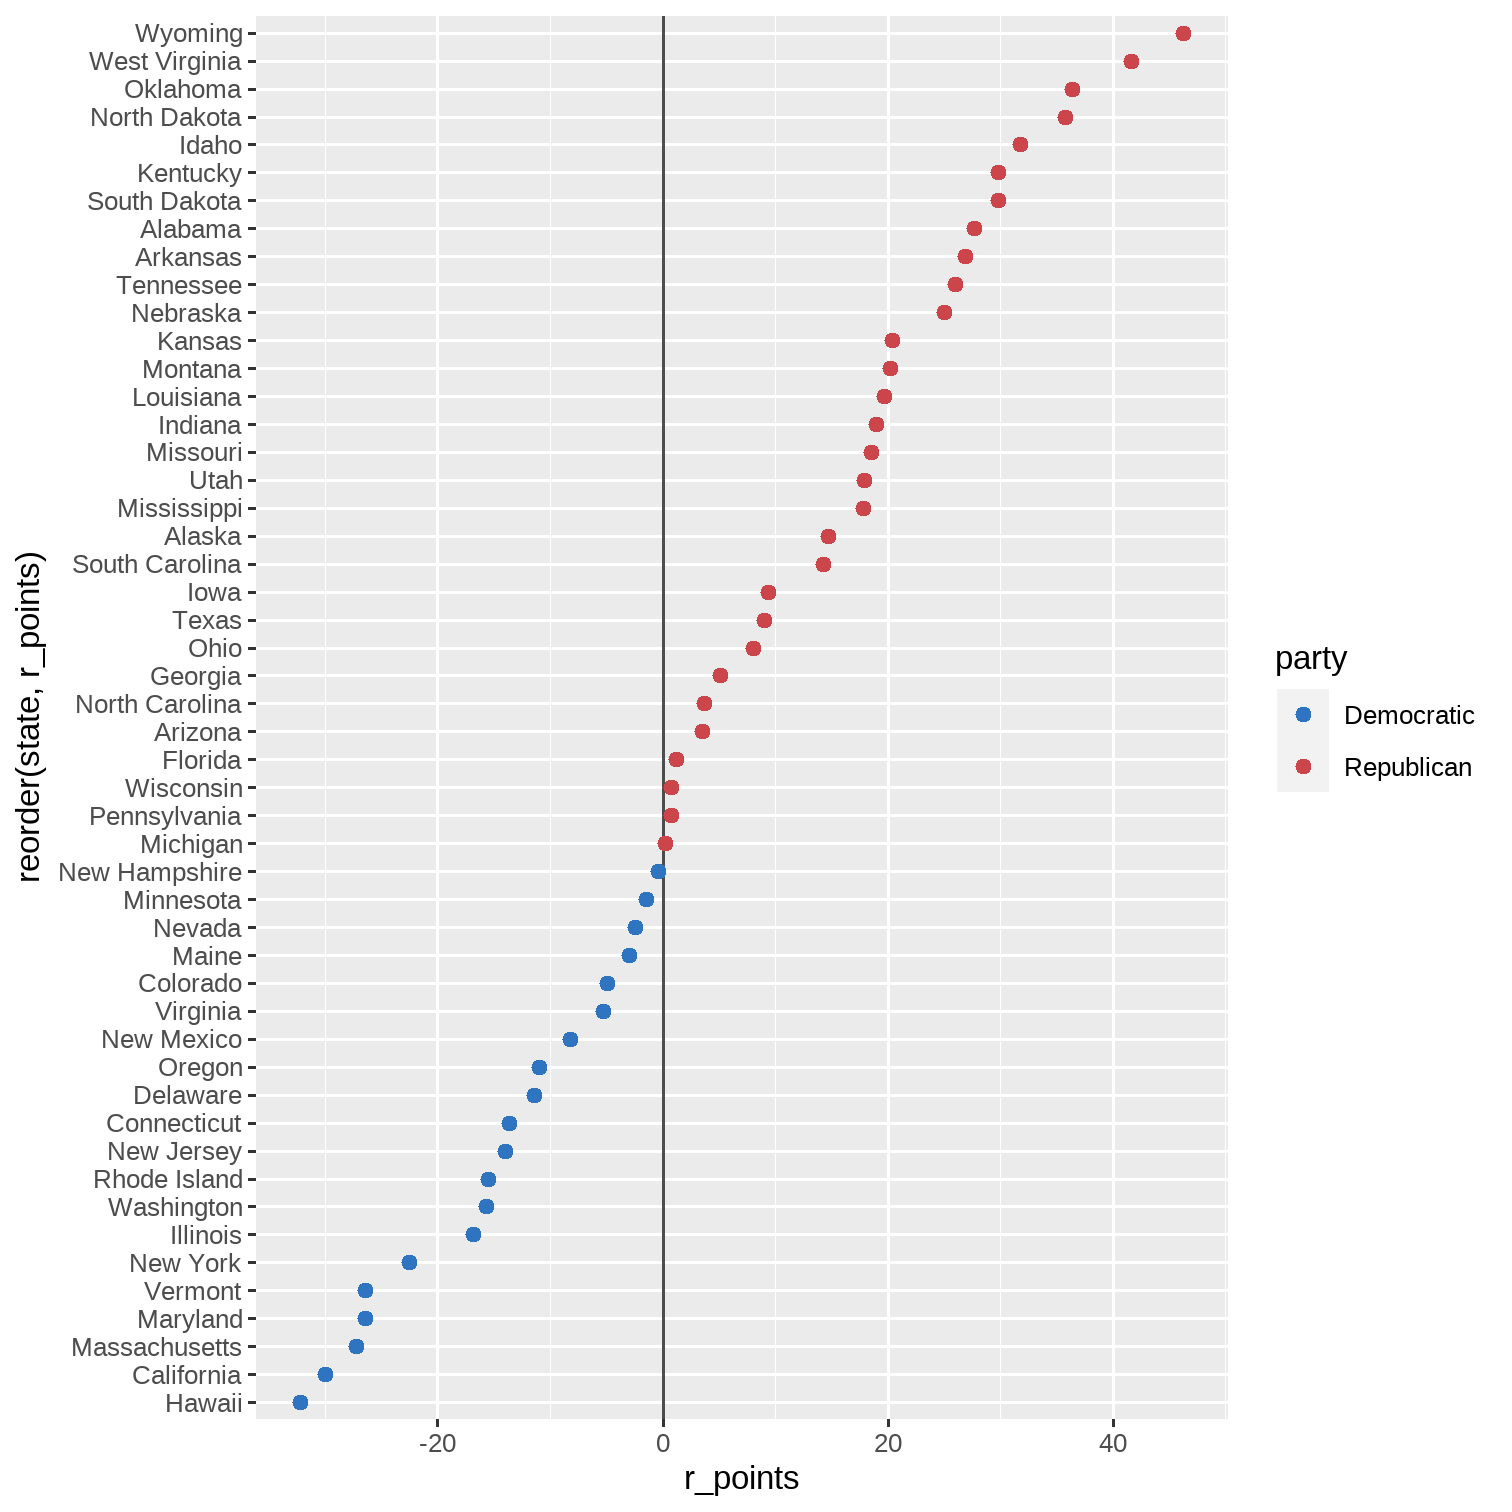 Wyoming
West Virginia
Oklahoma
North Dakota
Idaho
Kentucky
South Dakota
Alabama
Arkansas
Tennessee
Nebraska
Kansas
Montana
Louisiana
Indiana
Missouri
Utah
Mississippi
Alaska
South Carolina
Iowa
Texas
Ohio
Georgia
North Carolina
Arizona
Florida
Wisconsin
Pennsylvania
Michigan
New Hampshire
Minnesota
Nevada
Maine
Colorado
Virginia
New Mexico
Oregon
Delaware
Connecticut
New Jersey
Rhode Island
Washington
Illinois
New York
Vermont
Maryland
Massachusetts
California
Hawaii
reorder(state, r_points)
-20 0 20 40
r_points
party
Democratic
Republican